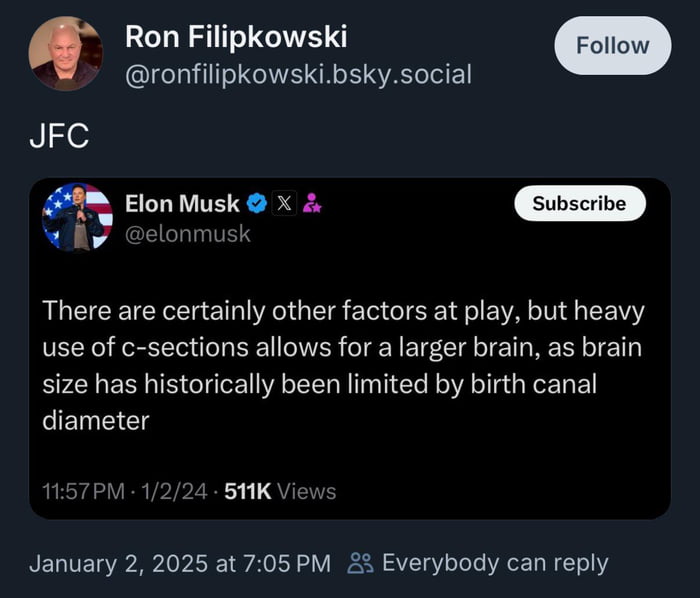 Ron Filipkowski
@ronfilipkowski.bsky.social
Follow
JFC
Elon Musk X
@elonmusk
Subscribe
There are certainly other factors at play, but heavy
use of c-sections allows for a larger brain, as brain
size has historically been limited by birth canal
diameter
11:57 PM · 1/2/24 · 511K Views
January 2, 2025 at 7:05 PM Everybody can reply